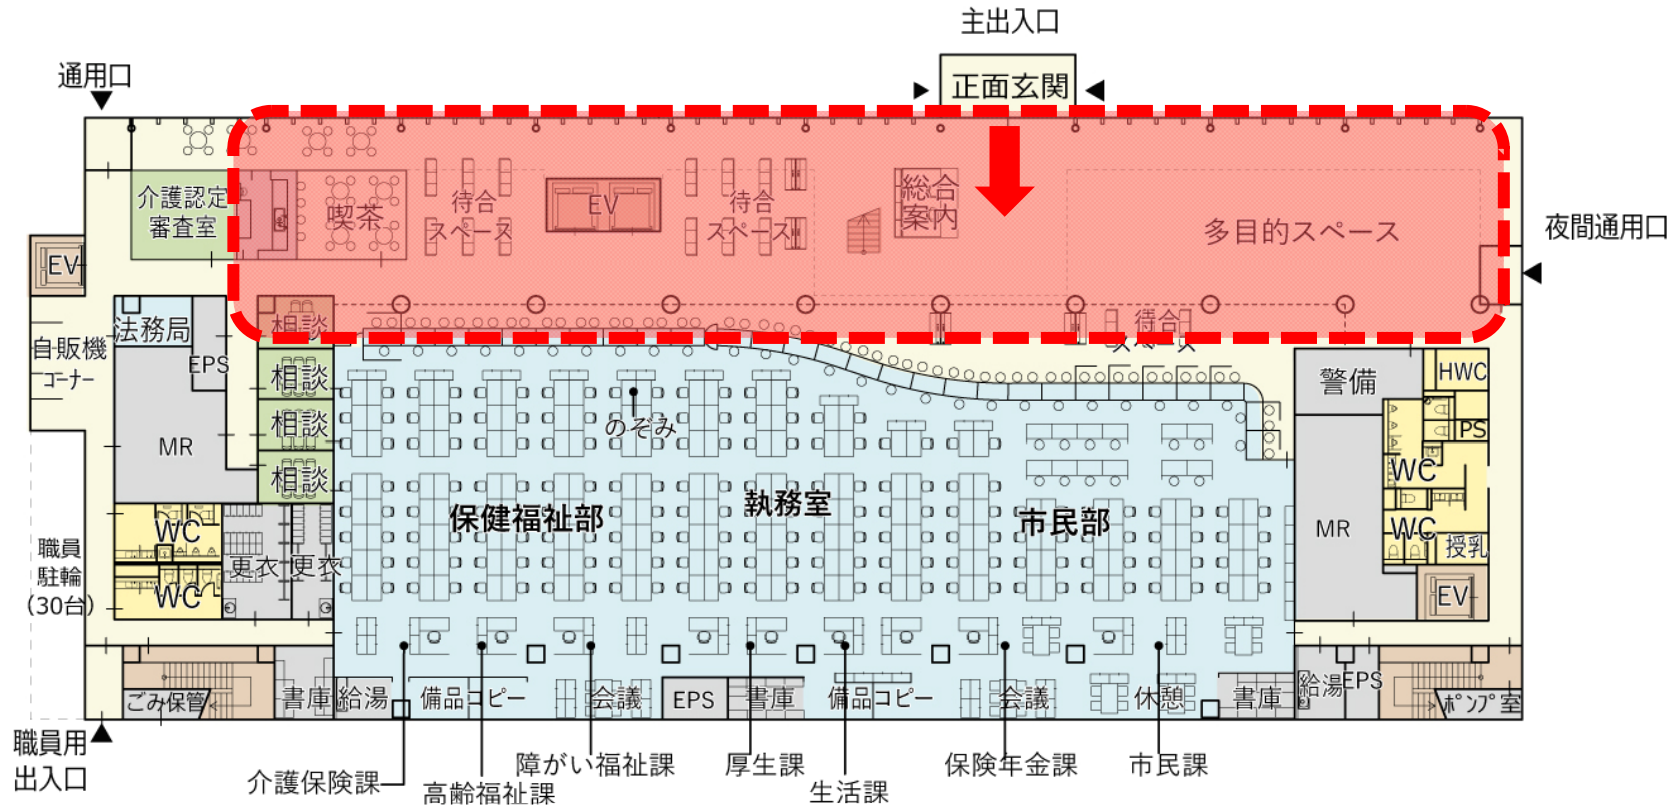 主出入口
通用口
正面玄関
介護認定
審査室
喫茶
待合
スペース
EV
待合
スペース
総合
案内
多目的スペース
夜間通用口
EV
法務局
相談
待合
スペース
自販機
コーナー
EPS
相談
警備
HWC
のぞみ
相談
PS
MR
相談
WC
保健福祉部
執務室
市民部
WC
MR
WC
授乳
職員
駐輪
(30台)
更衣
更衣
WC
EV
ごみ保管
書庫
給湯
備品コピー
会議
EPS
書庫
備品コピー
会議
休憩
書庫
給湯
EPS
ポンプ室
職員用
出入口
介護保険課
高齢福祉課
障がい福祉課
厚生課
生活課
保険年金課
市民課